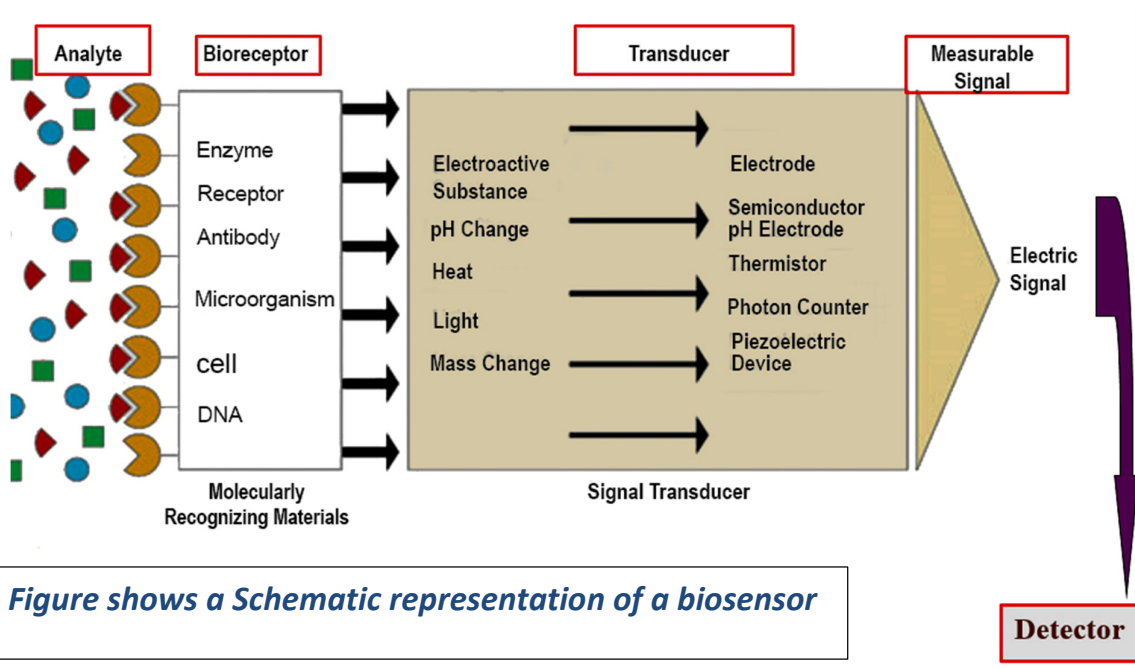 Analyte
Bioreceptor
Transducer
Measurable
Signal
Enzyme
Receptor
Antibody
Microorganism
cell
DNA
Electroactive
Substance
pH Change
Heat
Light
Mass Change
Electrode
Semiconductor
pH Electrode
Thermistor
Photon Counter
Piezoelectric
Device
Electric
Signal
Molecularly
Recognizing Materials
Signal Transducer
Figure shows a Schematic representation of a biosensor
Detector